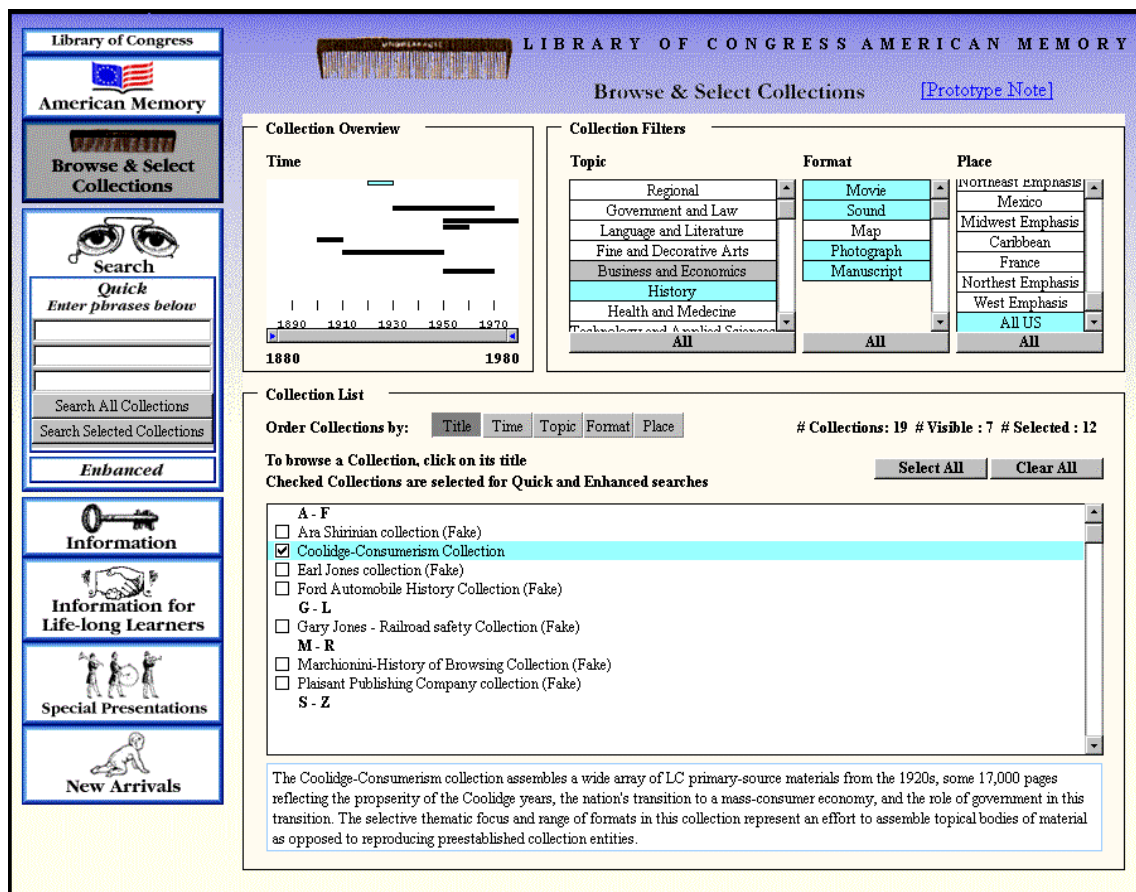 Library of Congress
American Memory
Browse & Select
Collections
Search
Quick
Enter phrases below
Search All Collections
Search Selected Collections
Enhanced
Information
Information for
Life-long Learners
Special Presentations
New Arrivals
LIBRARY OF CONGRESS AMERICAN MEMORY
Browse & Select Collections [Prototype Note]
Collection Overview
Time
1890 1910 1930 1950 1970
1880 1980
Collection Filters
Topic
Regional
Government and Law
Language and Literature
Fine and Decorative Arts
Business and Economics
History
Health and Medecine
Technology and Applied Sciences
All
Format
Movie
Sound
Map
Photograph
Manuscript
All
Place
Northeast Emphasis
Mexico
Midwest Emphasis
Caribbean
France
Northest Emphasis
West Emphasis
All US
All
Collection List
Order Collections by: Title Time Topic Format Place # Collections: 19 # Visible : 7 # Selected : 12
To browse a Collection, click on its title
Checked Collections are selected for Quick and Enhanced searches
Select All Clear All
A - F
Ara Shirinian collection (Fake)
Coolidge-Consumerism Collection
Earl Jones collection (Fake)
Ford Automobile History Collection (Fake)
G - L
Gary Jones - Railroad safety Collection (Fake)
M - R
Marchionini-History of Browsing Collection (Fake)
Plaisant Publishing Company collection (Fake)
S - Z
The Coolidge-Consumerism collection assembles a wide array of LC primary-source materials from the 1920s, some 17,000 pages
reflecting the propserity of the Coolidge years, the nation's transition to a mass-consumer economy, and the role of government in this
transition. The selective thematic focus and range of formats in this collection represent an effort to assemble topical bodies of material
as opposed to reproducing preestablished collection entities.